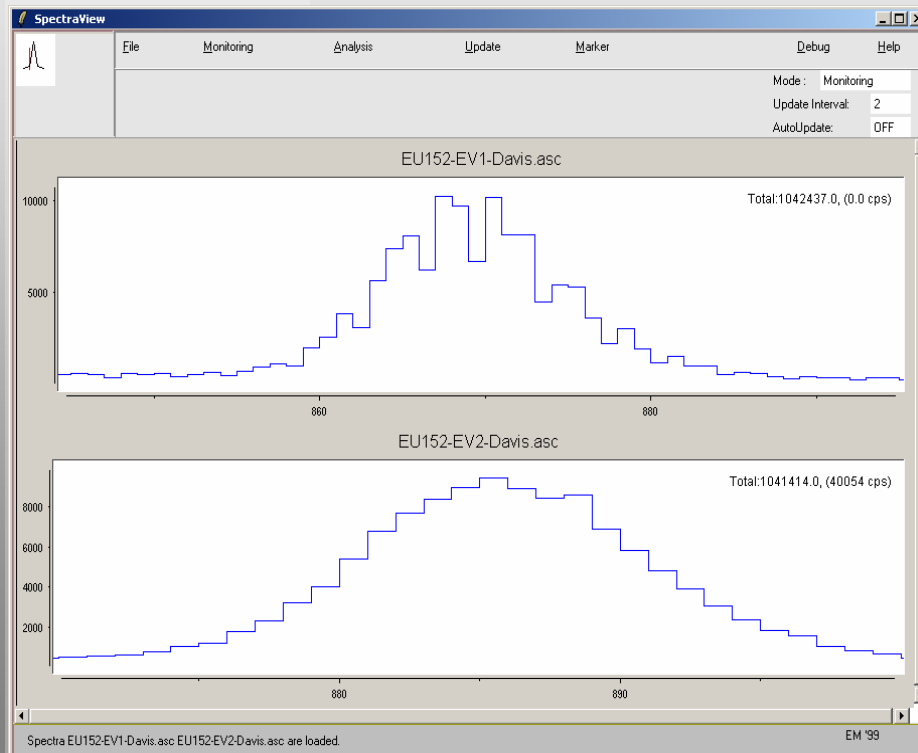 SpectraView
File Monitoring Analysis Update Marker Debug Help
Mode : Monitoring
Update Interval: 2
AutoUpdate: OFF
EU152-EV1-Davis.asc
Total:1042437.0, (0.0 cps)
10000
5000
860 880
EU152-EV2-Davis.asc
Total:1041414.0, (40054 cps)
8000
6000
4000
2000
880 890
Spectra EU152-EV1-Davis.asc EU152-EV2-Davis.asc are loaded. EM '99